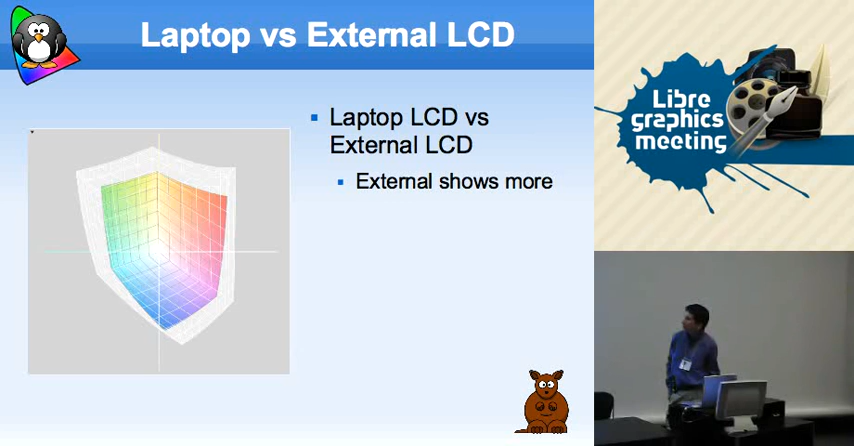 Laptop vs External LCD
▪ Laptop LCD vs
External LCD
▪ External shows more
Libre
graphics
meeting